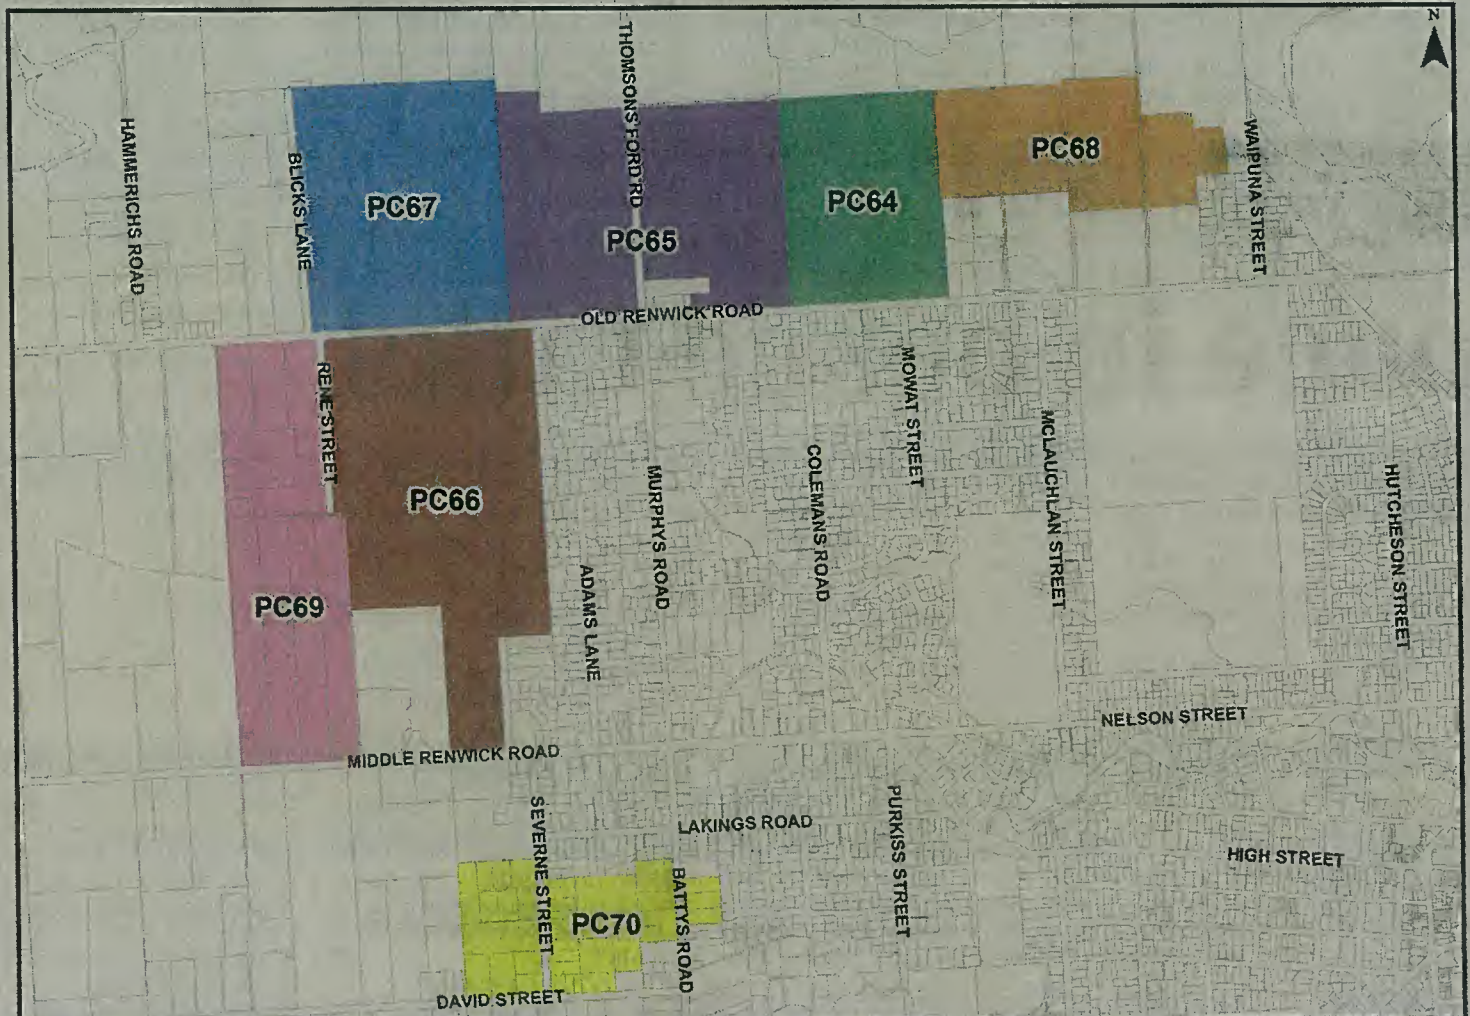 N
THOMSONS FORD RD
HAMMERICHS ROAD
BLICKS LANE
WAIPUNA STREET
PC68
PC67
PC64
PC65
OLD RENWICK ROAD
RENE STREET
MOWAT STREET
MCLAUCHLAN STREET
COLEMANS ROAD
MURPHYS ROAD
HUTCHESON STREET
PC66
ADAMS LANE
PC69
NELSON STREET
MIDDLE RENWICK ROAD
SEVERNE STREET
LAKINGS ROAD
PURKISS STREET
HIGH STREET
BATTYS ROAD
PC70
DAVID STREET